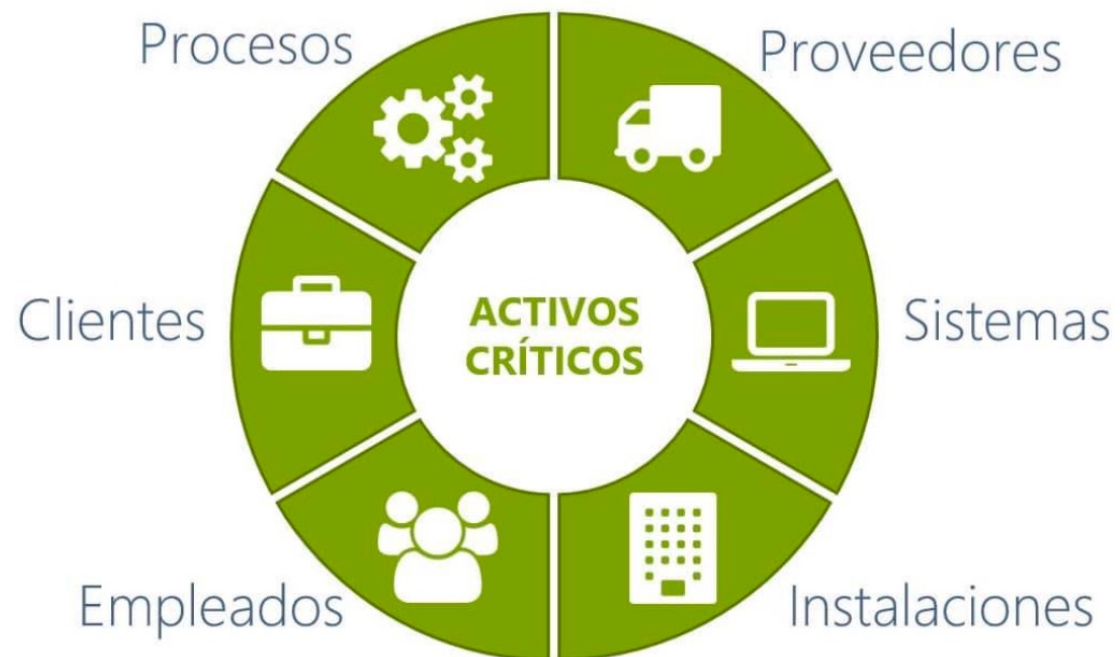 Procesos
Proveedores
Clientes
ACTIVOS
CRÍTICOS
Sistemas
Empleados
Instalaciones